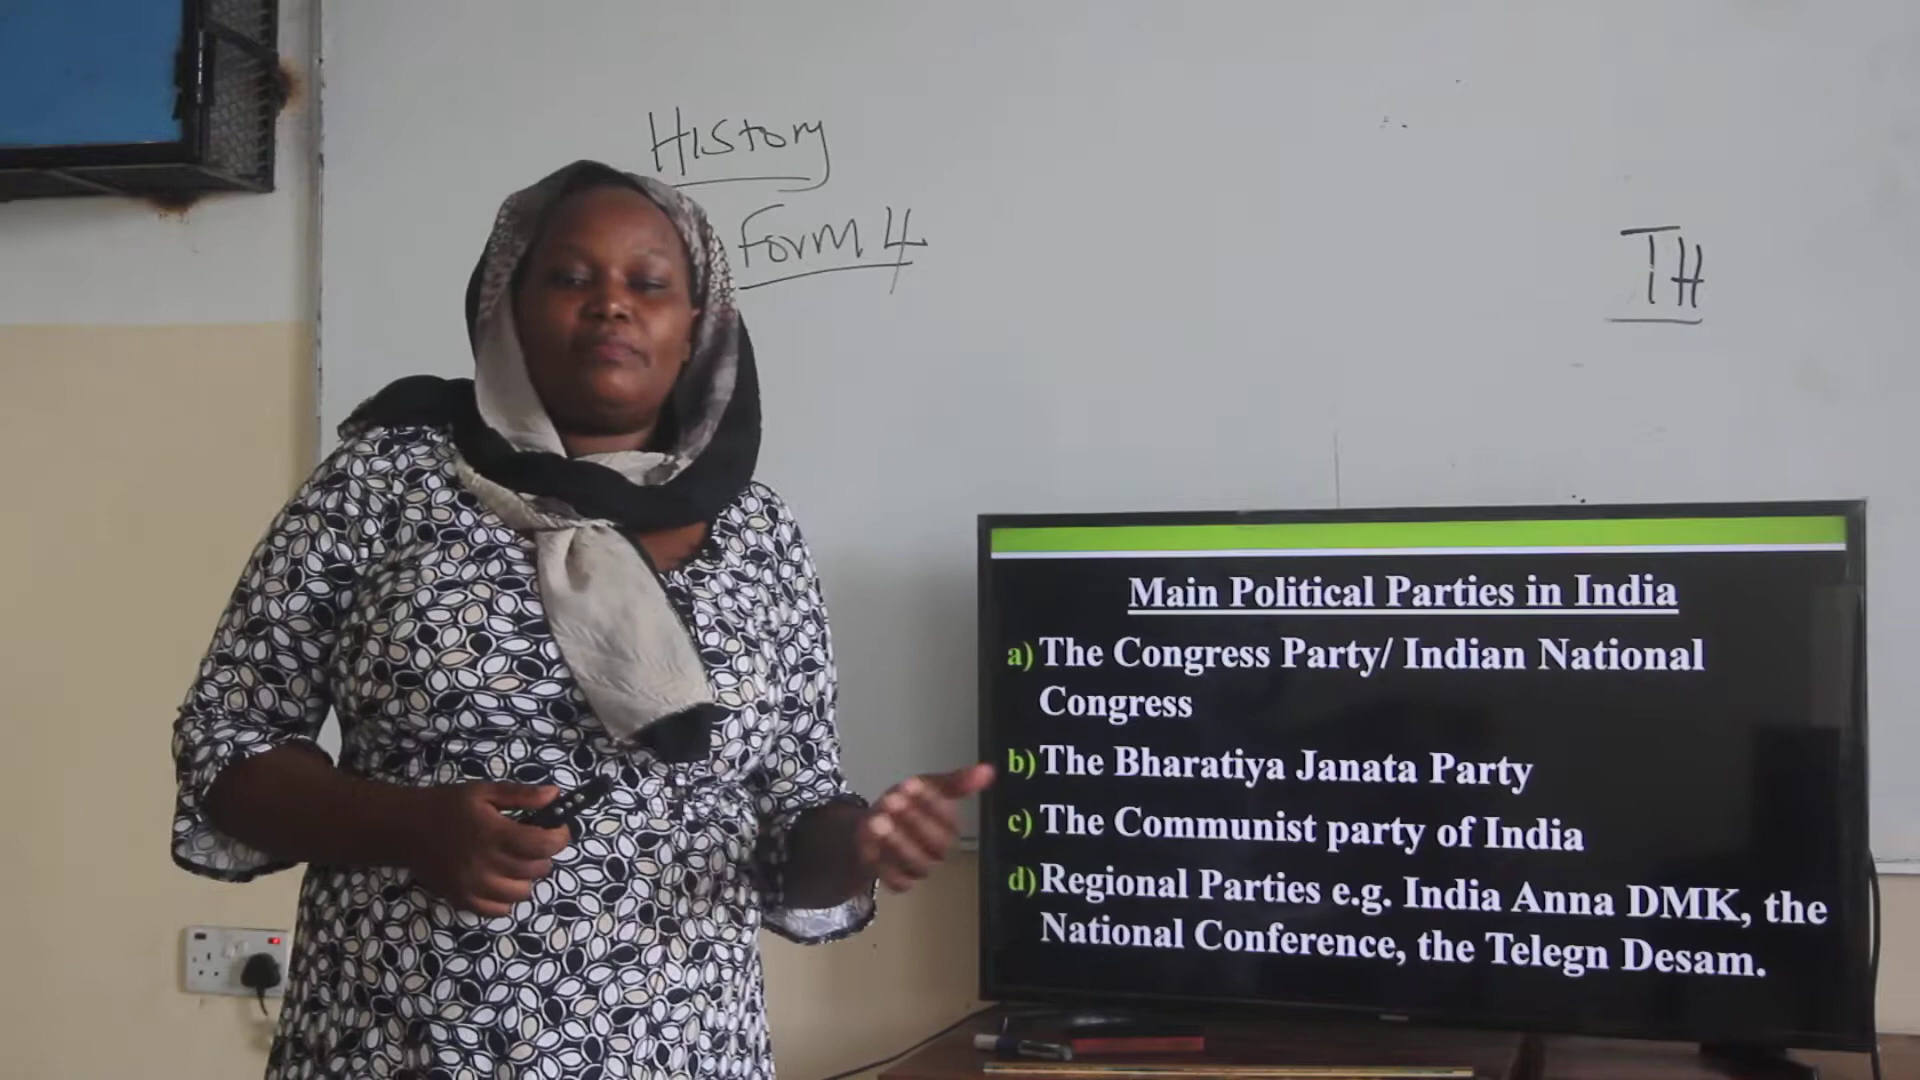 History
Form 4
TH
Main Political Parties in India
a) The Congress Party/ Indian National
Congress
b) The Bharatiya Janata Party
c) The Communist party of India
d) Regional Parties e.g. India Anna DMK, the
National Conference, the Telegn Desam.